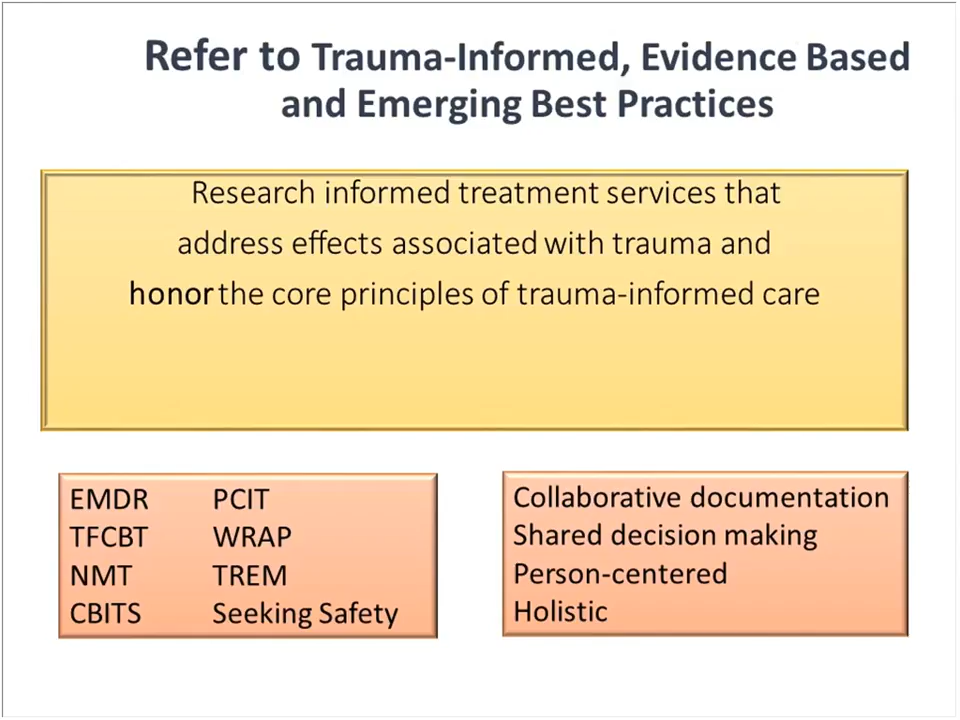 Refer to Trauma-Informed, Evidence Based
and Emerging Best Practices
Research informed treatment services that
address effects associated with trauma and
honor the core principles of trauma-informed care
EMDR PCIT
TFCBT WRAP
NMT TREM
CBITS Seeking Safety
Collaborative documentation
Shared decision making
Person-centered
Holistic